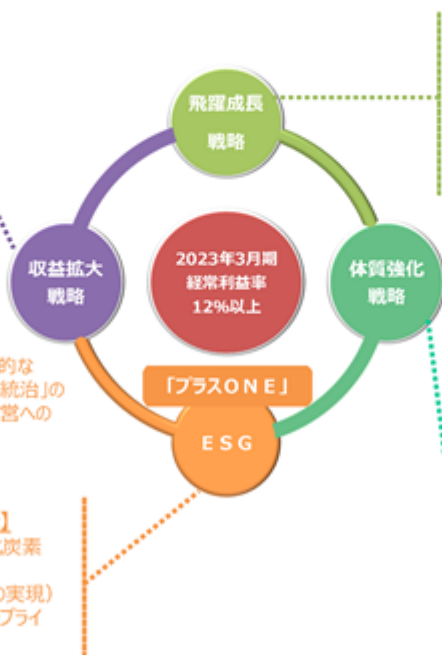 飛躍成長
戦略
収益拡大
戦略
2023年3月期
経常利益率
12%以上
体質強化
戦略
「プラスONE」
ESG
的な
統治」の
営への
】
炭素
の実現）
プライ